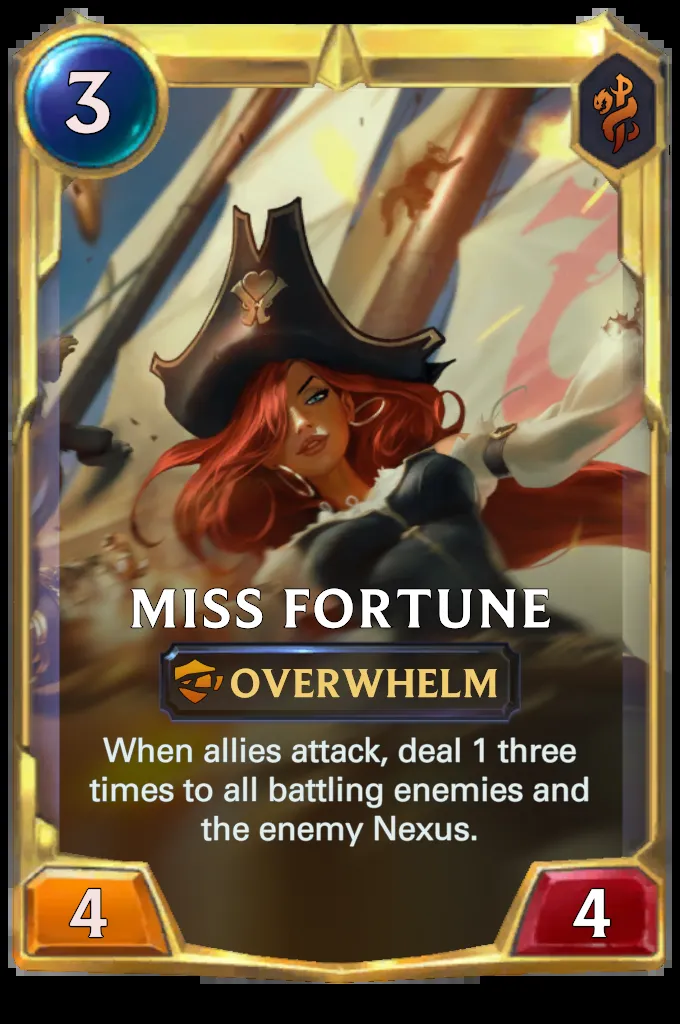 3
MISS FORTUNE
OVERWHELM
When allies attack, deal 1 three
times to all battling enemies and
the enemy Nexus.
4
4